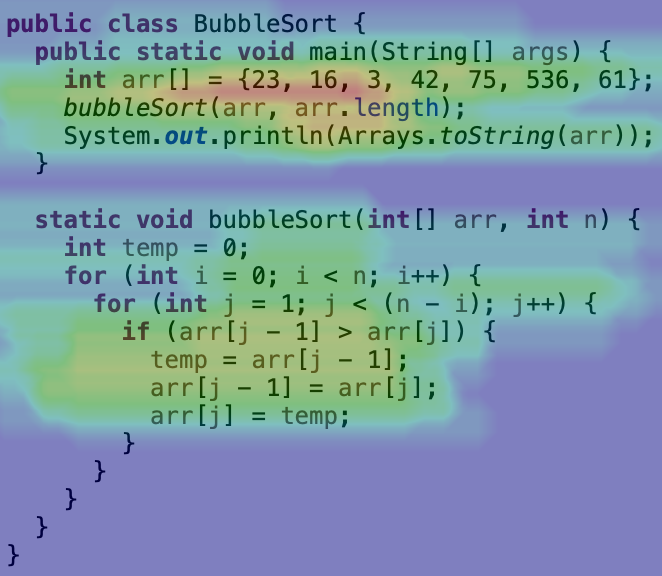 public class BubbleSort {
  public static void main(String[] args) {
    int arr[] = {23, 16, 3, 42, 75, 536, 61};
    bubbleSort(arr, arr.length);
    System.out.println(Arrays.toString(arr));
  }

  static void bubbleSort(int[] arr, int n) {
    int temp = 0;
    for (int i = 0; i < n; i++) {
      for (int j = 1; j < (n - i); j++) {
        if (arr[j - 1] > arr[j]) {
          temp = arr[j - 1];
          arr[j - 1] = arr[j];
          arr[j] = temp;
        }
      }
    }
  }
}